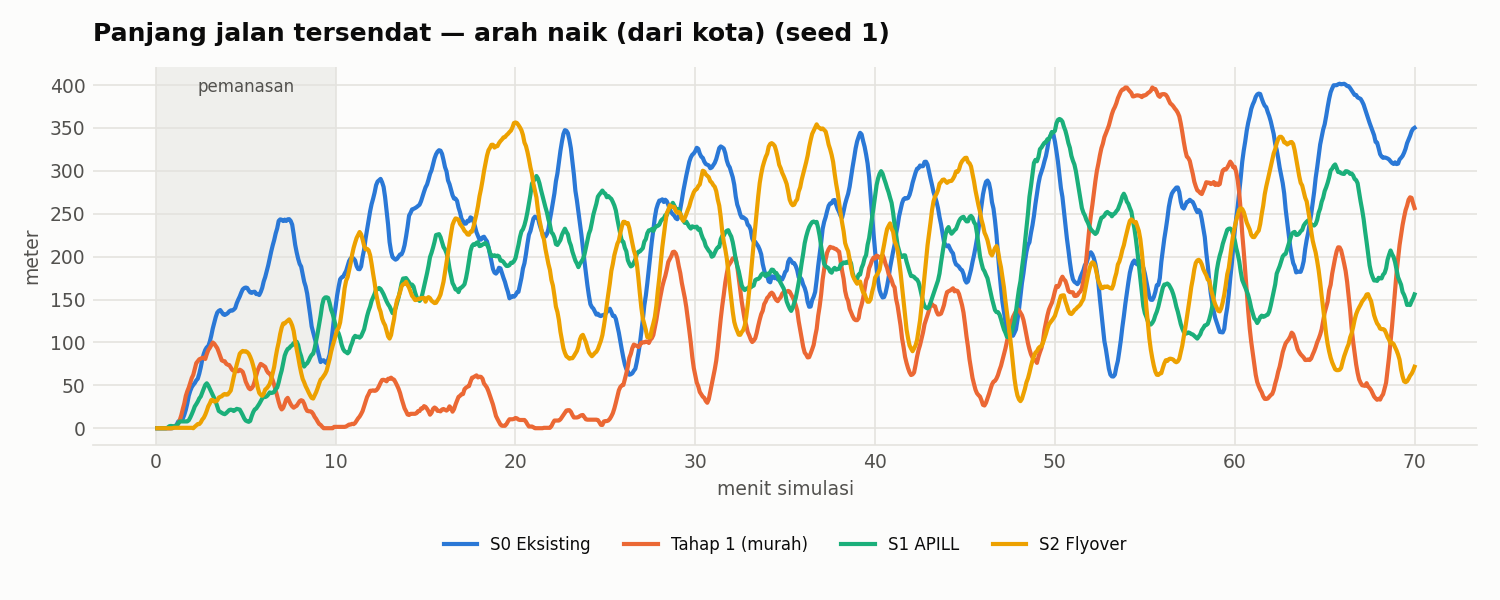 Panjang jalan tersendat — arah naik (dari kota) (seed 1)
pemanasan
400
350
300
250
200
150
100
50
0
meter
0 10 20 30 40 50 60 70
menit simulasi
S0 Eksisting Tahap 1 (murah) S1 APILL S2 Flyover